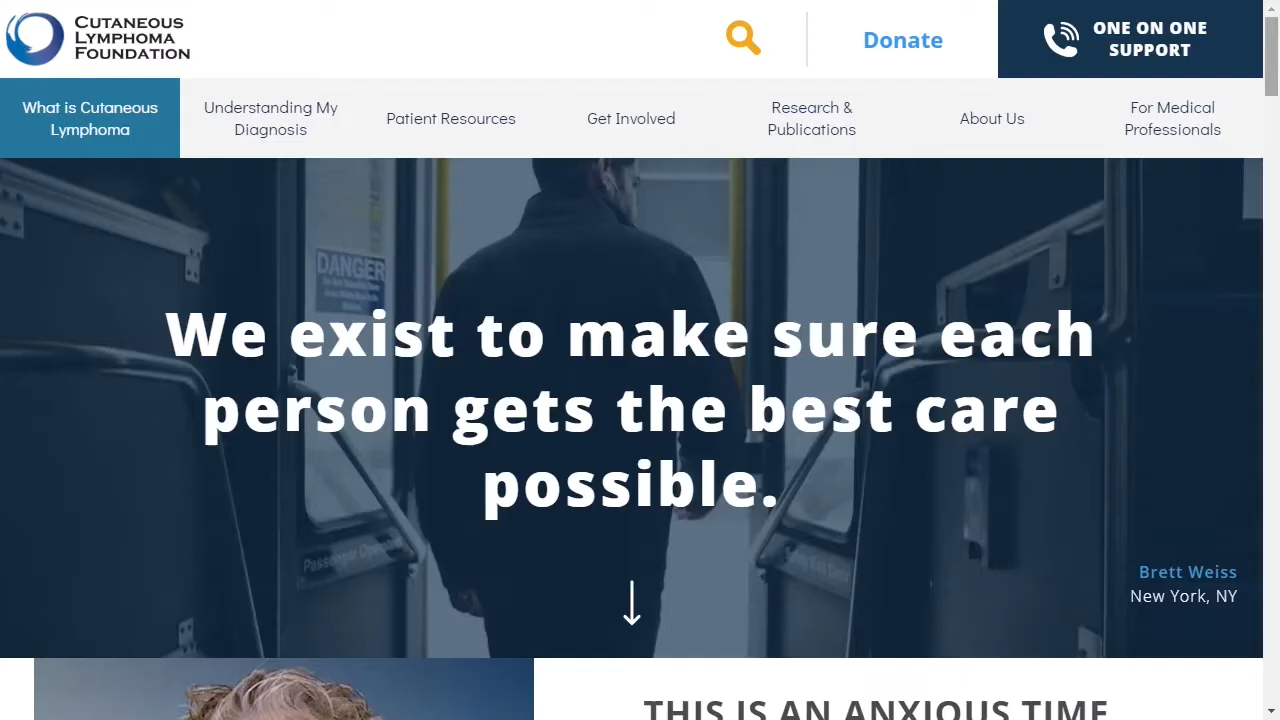 CUTANEOUS
LYMPHOMA
FOUNDATION
Donate
ONE ON ONE
SUPPORT
What is Cutaneous
Lymphoma
Understanding My
Diagnosis
Patient Resources
Get Involved
Research &
Publications
About Us
For Medical
Professionals
DANGER
We exist to make sure each
person gets the best care
possible.
Passenger Oper
Brett Weiss
New York, NY
THIS IS AN ANXIOUS TIME